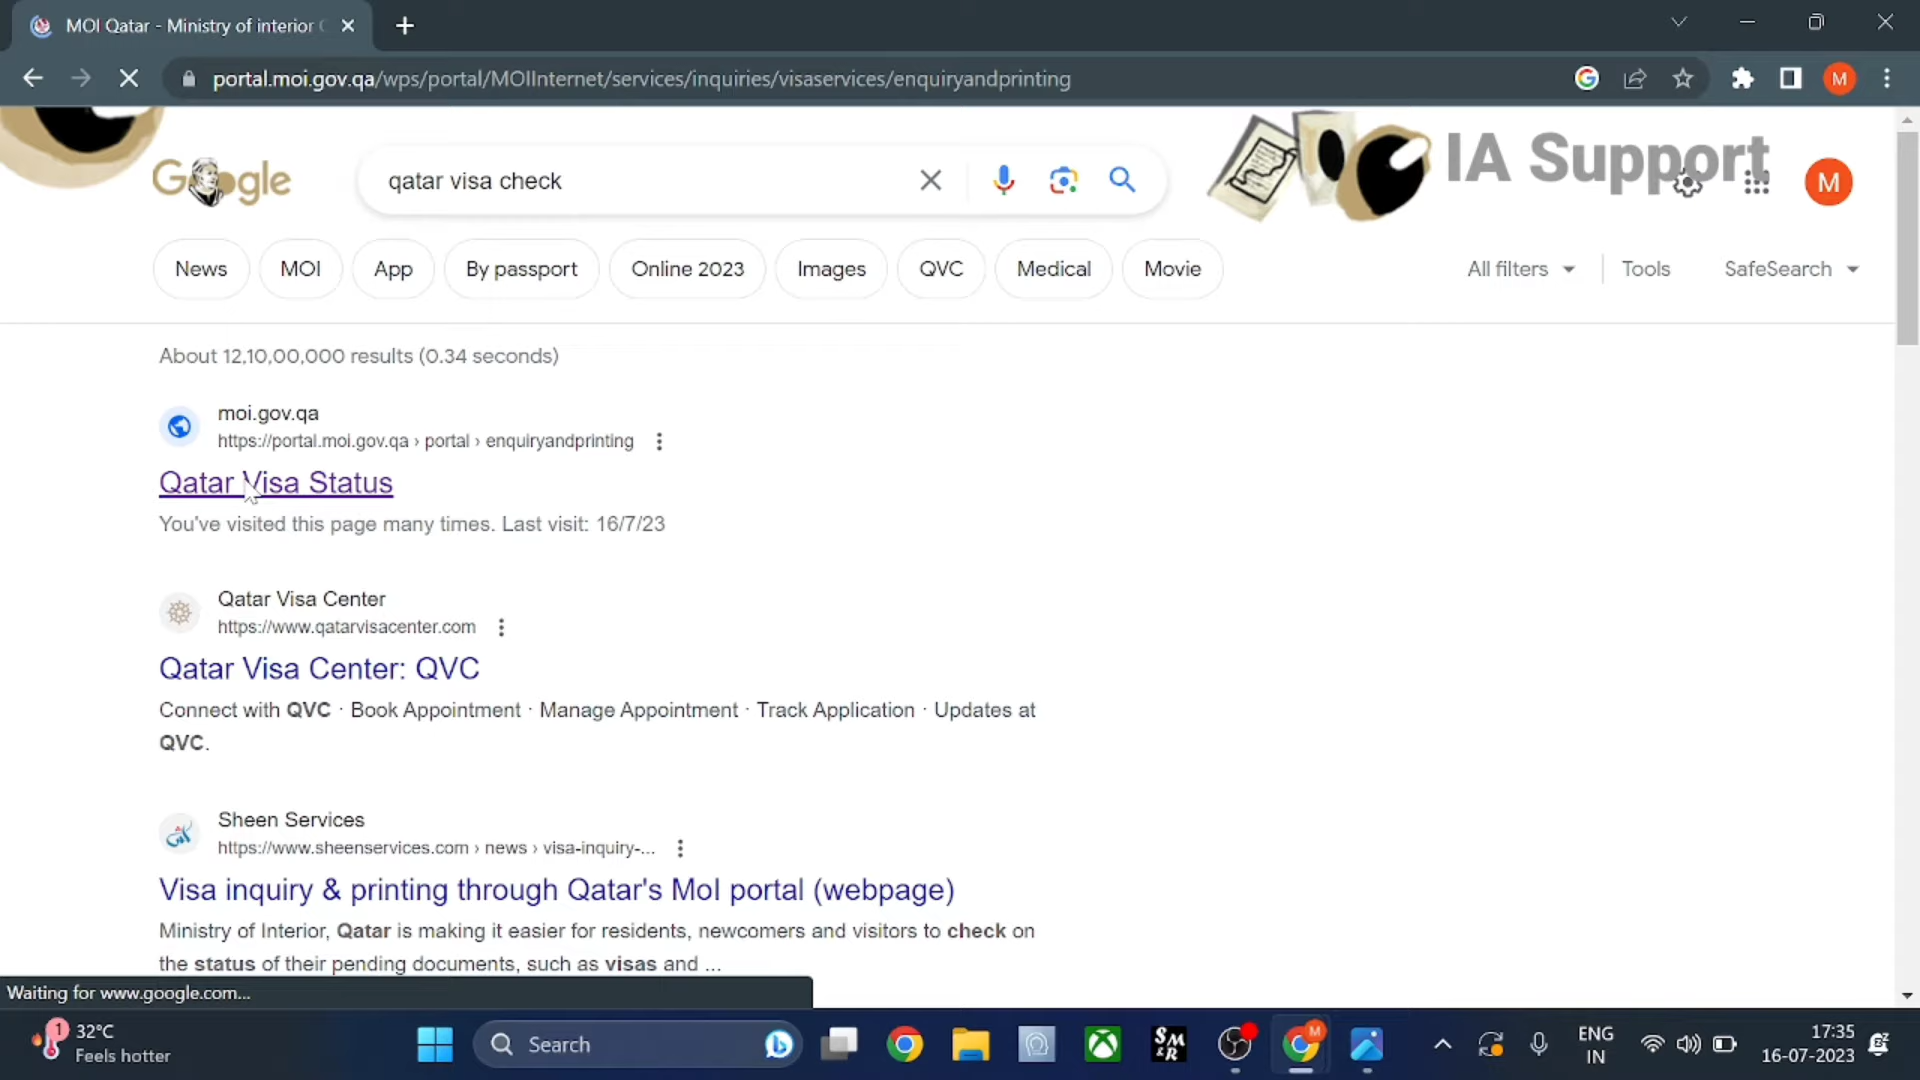 MOI Qatar - Ministry of interior
portal.moi.gov.qa/wps/portal/MOIInternet/services/inquiries/visaservices/enquiryandprinting
M
Google
qatar visa check
IA Support
M
News
MOI
App
By passport
Online 2023
Images
QVC
Medical
Movie
All filters
Tools
SafeSearch
About 12,10,00,000 results (0.34 seconds)
moi.gov.qa
https://portal.moi.gov.qa › portal › enquiryandprinting
Qatar Visa Status
You've visited this page many times. Last visit: 16/7/23
Qatar Visa Center
https://www.qatarvisacenter.com
Qatar Visa Center: QVC
Connect with QVC · Book Appointment · Manage Appointment · Track Application · Updates at
QVC.
Sheen Services
https://www.sheenservices.com › news › visa-inquiry-...
Visa inquiry & printing through Qatar's MoI portal (webpage)
Ministry of Interior, Qatar is making it easier for residents, newcomers and visitors to check on
the status of their pending documents, such as visas and ...
Waiting for www.google.com...
1
32°C
Feels hotter
Search
SM
&R
M
ENG
IN
17:35
16-07-2023